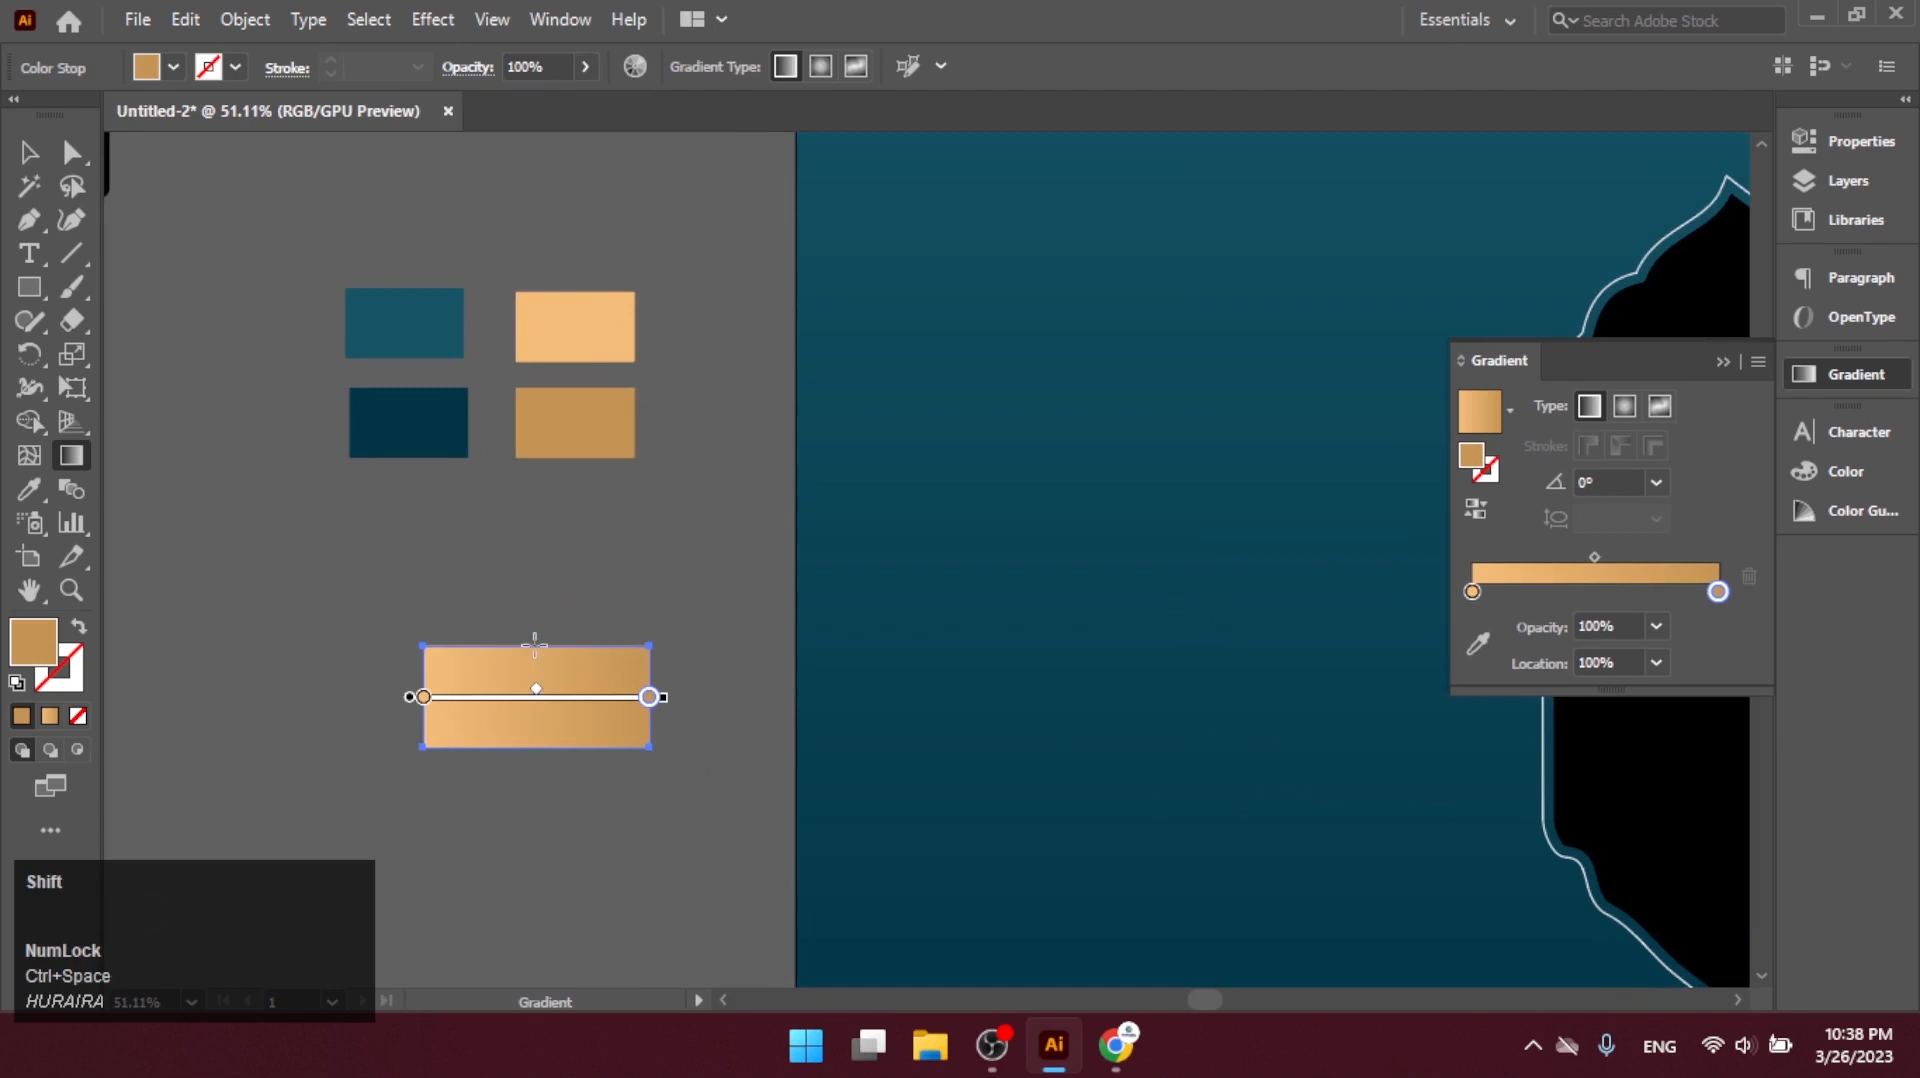 Ai File Edit Object Type Select Effect View Window Help Essentials Search Adobe Stock
Color Stop Stroke: Opacity: 100% Gradient Type:
Untitled-2* @ 51.11% (RGB/GPU Preview)
Properties
Layers
Libraries
Paragraph
OpenType
Gradient
Character
Color
Color Gu...
Gradient
Type:
Stroke:
0°
Opacity: 100%
Location: 100%
Shift
NumLock
Ctrl+Space
HURAIRA 51.11% 1 Gradient
Ai ENG 10:38 PM
3/26/2023